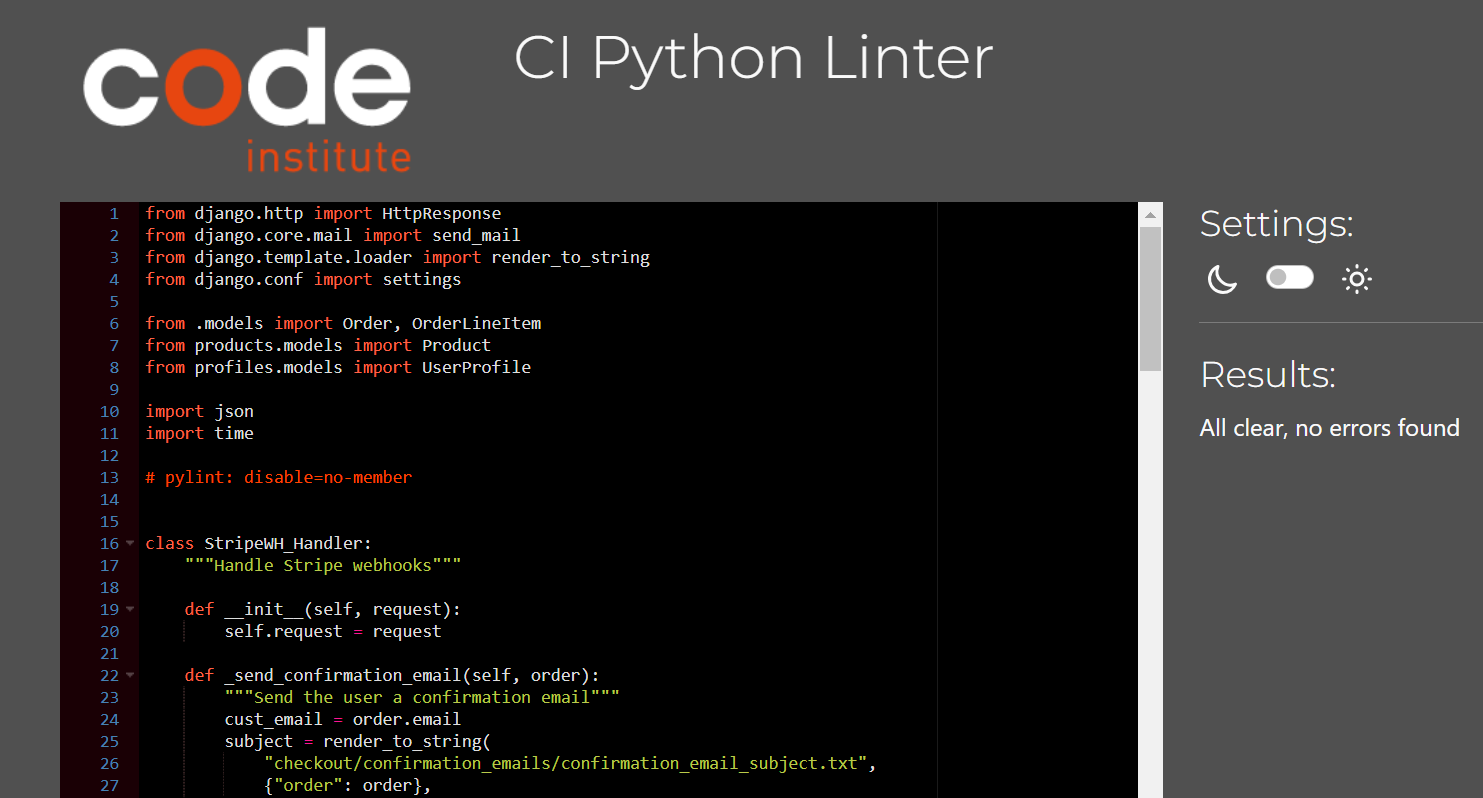 code
institute
CI Python Linter
1 from django.http import HttpResponse
2 from django.core.mail import send_mail
3 from django.template.loader import render_to_string
4 from django.conf import settings
5
6 from .models import Order, OrderLineItem
7 from products.models import Product
8 from profiles.models import UserProfile
9
10 import json
11 import time
12
13 # pylint: disable=no-member
14
15
16 class StripeWH_Handler:
17     """Handle Stripe webhooks"""
18
19     def __init__(self, request):
20         self.request = request
21
22     def _send_confirmation_email(self, order):
23         """Send the user a confirmation email"""
24         cust_email = order.email
25         subject = render_to_string(
26             "checkout/confirmation_emails/confirmation_email_subject.txt",
27             {"order": order},
Settings:
Results:
All clear, no errors found